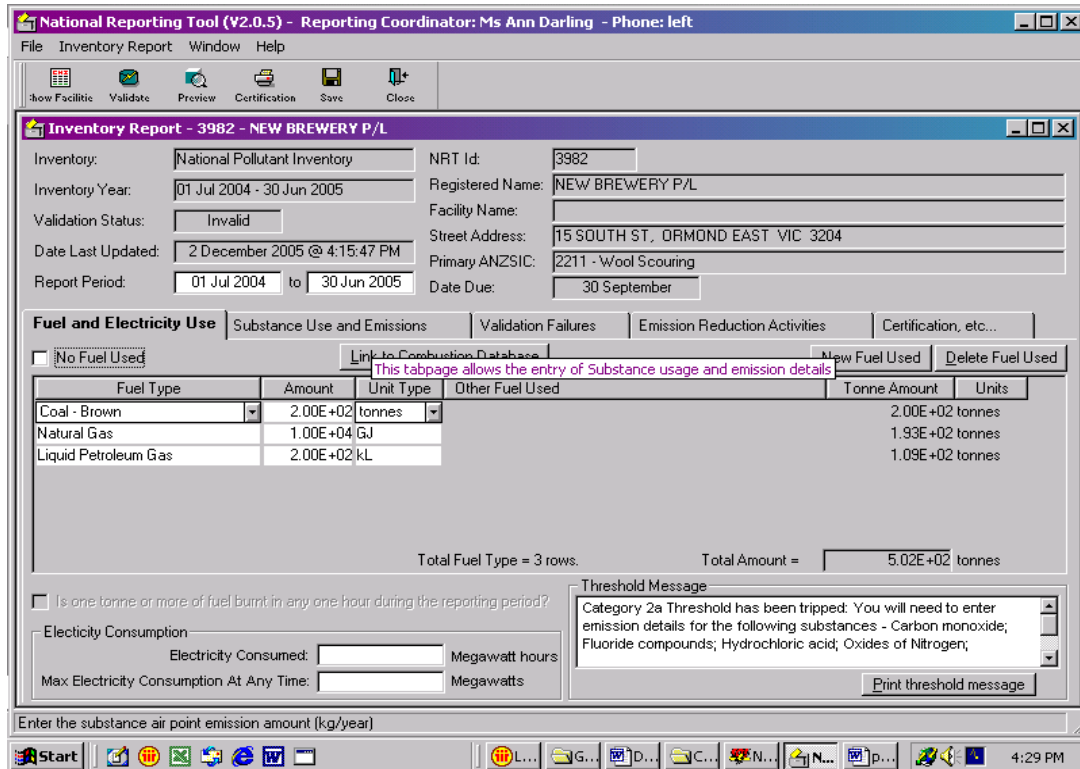 National Reporting Tool (V2.0.5) - Reporting Coordinator: Ms Ann Darling - Phone: left
File Inventory Report Window Help
Show Facilitie Validate Preview Certification Save Close
Inventory Report - 3982 - NEW BREWERY P/L
Inventory: National Pollutant Inventory NRT Id: 3982
Inventory Year: 01 Jul 2004 - 30 Jun 2005 Registered Name: NEW BREWERY P/L
Validation Status: Invalid Facility Name:
Street Address: 15 SOUTH ST, ORMOND EAST VIC 3204
Date Last Updated: 2 December 2005 @ 4:15:47 PM Primary ANZSIC: 2211 - Wool Scouring
Report Period: 01 Jul 2004 to 30 Jun 2005 Date Due: 30 September
Fuel and Electricity Use Substance Use and Emissions Validation Failures Emission Reduction Activities Certification, etc...
No Fuel Used Link to Combustion Database New Fuel Used Delete Fuel Used
This tabpage allows the entry of Substance usage and emission details
Fuel Type Amount Unit Type Other Fuel Used Tonne Amount Units
Coal - Brown 2.00E+02 tonnes 2.00E+02 tonnes
Natural Gas 1.00E+04 GJ 1.93E+02 tonnes
Liquid Petroleum Gas 2.00E+02 kL 1.09E+02 tonnes
Total Fuel Type = 3 rows. Total Amount = 5.02E+02 tonnes
Is one tonne or more of fuel burnt in any one hour during the reporting period?
Electicity Consumption
Electricity Consumed: Megawatt hours
Max Electricity Consumption At Any Time: Megawatts
Threshold Message
Category 2a Threshold has been tripped: You will need to enter
emission details for the following substances - Carbon monoxide;
Fluoride compounds; Hydrochloric acid; Oxides of Nitrogen;
Print threshold message
Enter the substance air point emission amount (kg/year)
Start L... G... D... C... N... N... p... 4:29 PM